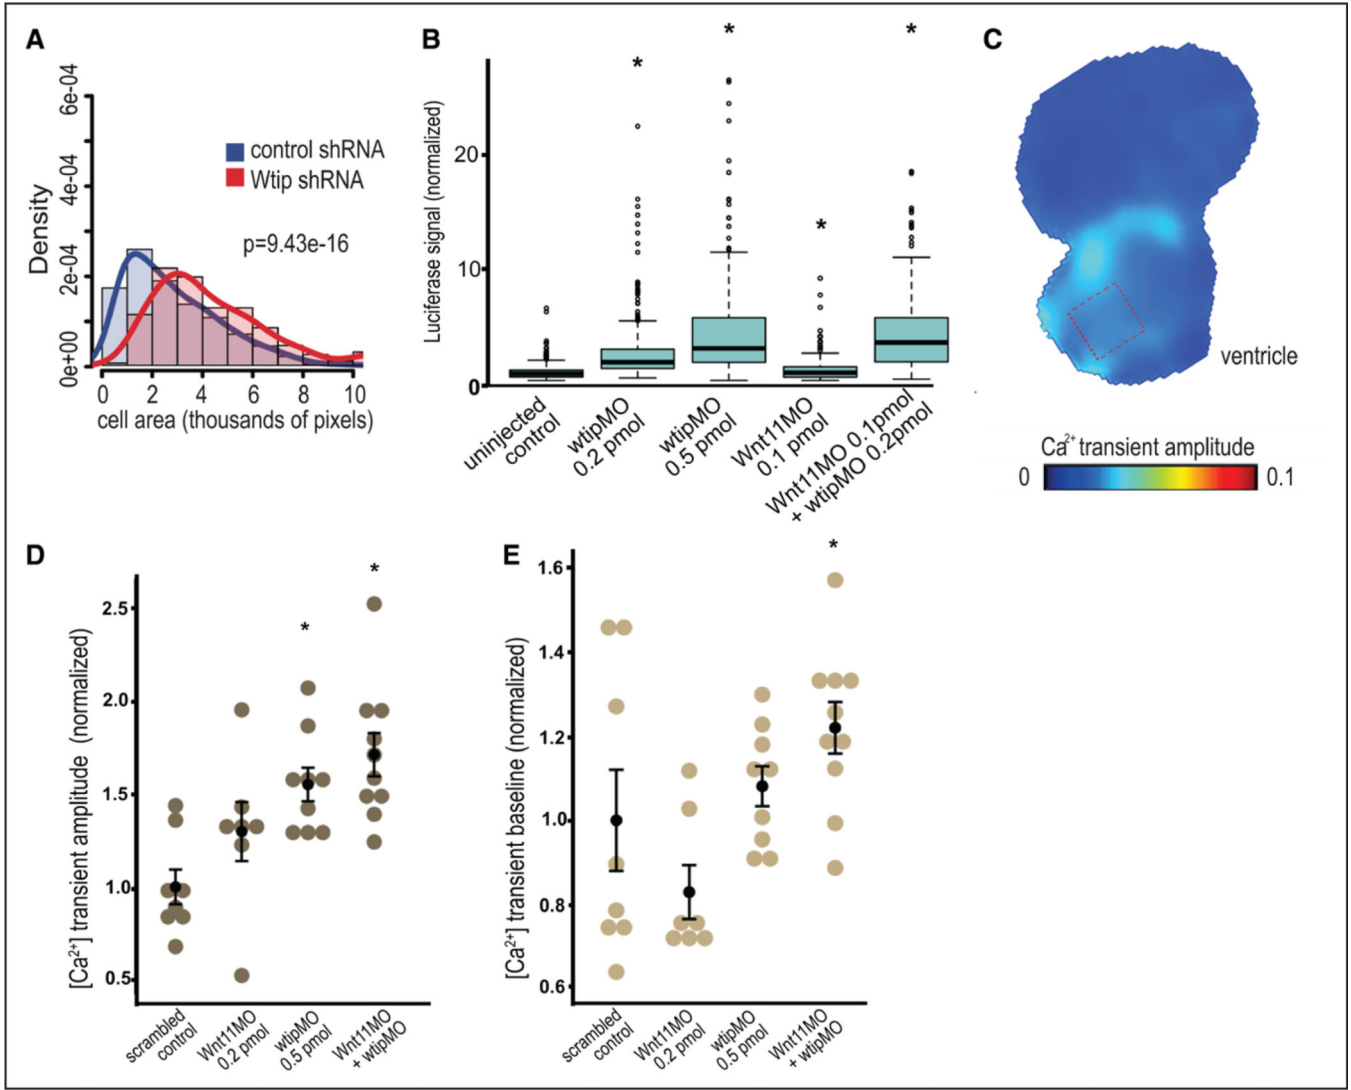 A
Density
6e-04
4e-04
2e-04
0e+00
control shRNA
Wtip shRNA
p=9.43e-16
0 2 4 6 8 10
cell area (thousands of pixels)
B
Luciferase signal (normalized)
20
10
0
* * * *
uninjected
control
wtipMO
0.2 pmol
wtipMO
0.5 pmol
Wnt11MO
0.1 pmol
Wnt11MO 0.1pmol
+ wtipMO 0.2pmol
C
ventricle
Ca2+ transient amplitude
0 0.1
D
[Ca2+] transient amplitude (normalized)
2.5
2.0
1.5
1.0
0.5
* *
scrambled
control
Wnt11MO
0.2 pmol
wtipMO
0.5 pmol
Wnt11MO
+ wtipMO
E
[Ca2+] transient baseline (normalized)
1.6
1.4
1.2
1.0
0.8
0.6
*
scrambled
control
Wnt11MO
0.2 pmol
wtipMO
0.5 pmol
Wnt11MO
+ wtipMO